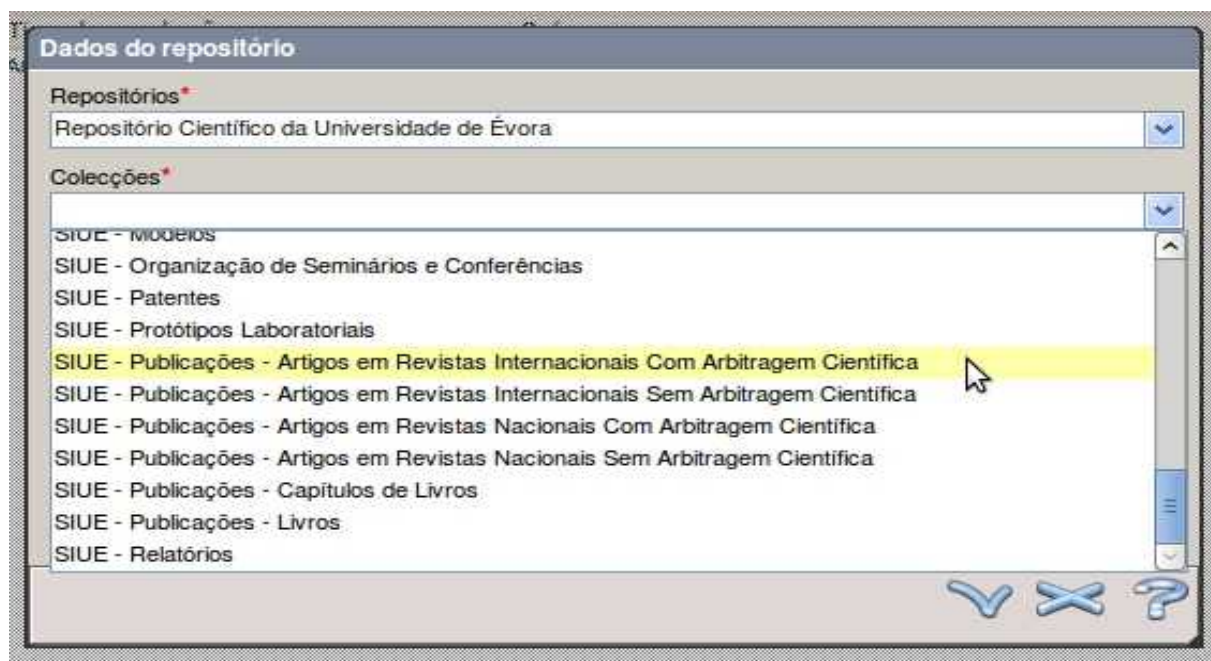 Dados do repositório
Repositórios*
Repositório Científico da Universidade de Évora
Colecções*
SIUE - Modelos
SIUE - Organização de Seminários e Conferências
SIUE - Patentes
SIUE - Protótipos Laboratoriais
SIUE - Publicações - Artigos em Revistas Internacionais Com Arbitragem Científica
SIUE - Publicações - Artigos em Revistas Internacionais Sem Arbitragem Científica
SIUE - Publicações - Artigos em Revistas Nacionais Com Arbitragem Científica
SIUE - Publicações - Artigos em Revistas Nacionais Sem Arbitragem Científica
SIUE - Publicações - Capítulos de Livros
SIUE - Publicações - Livros
SIUE - Relatórios